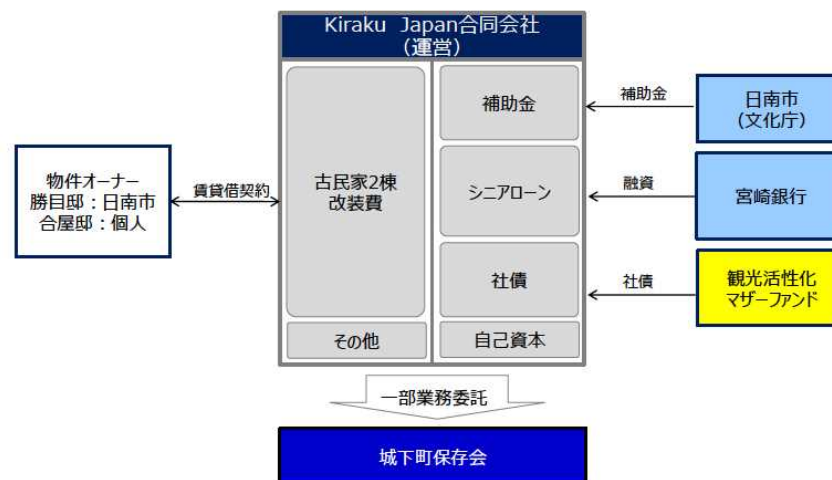 Kiraku Japan合同会社
（運営）
補助金
補助金
日南市
(文化庁)
物件オーナー
勝目邸：日南市
合屋邸：個人
賃貸借契約
古民家2棟
改装費
シニアローン
融資
宮崎銀行
社債
社債
観光活性化
マザーファンド
その他
自己資本
一部業務委託
城下町保存会